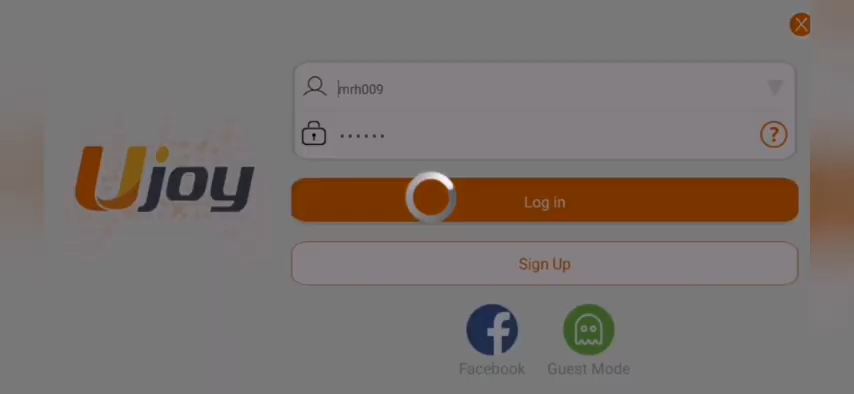 mrh009
······
?
Ujoy
Log in
Sign Up
Facebook
Guest Mode